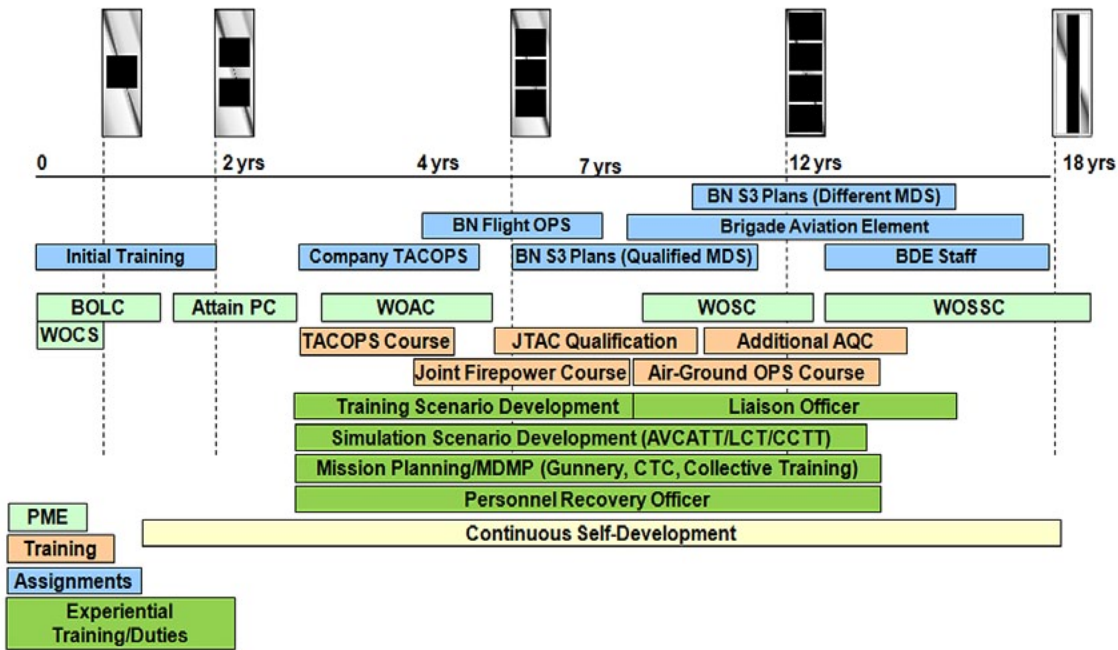 0 2 yrs 4 yrs 7 yrs 12 yrs 18 yrs
BN S3 Plans (Different MDS)
BN Flight OPS Brigade Aviation Element
Initial Training Company TACOPS BN S3 Plans (Qualified MDS) BDE Staff
BOLC Attain PC WOAC WOSC WOSSC
WOCS TACOPS Course JTAC Qualification Additional AQC
Joint Firepower Course Air-Ground OPS Course
Training Scenario Development Liaison Officer
Simulation Scenario Development (AVCATT/LCT/CCTT)
Mission Planning/MDMP (Gunnery, CTC, Collective Training)
Personnel Recovery Officer
Continuous Self-Development
PME
Training
Assignments
Experiential
Training/Duties